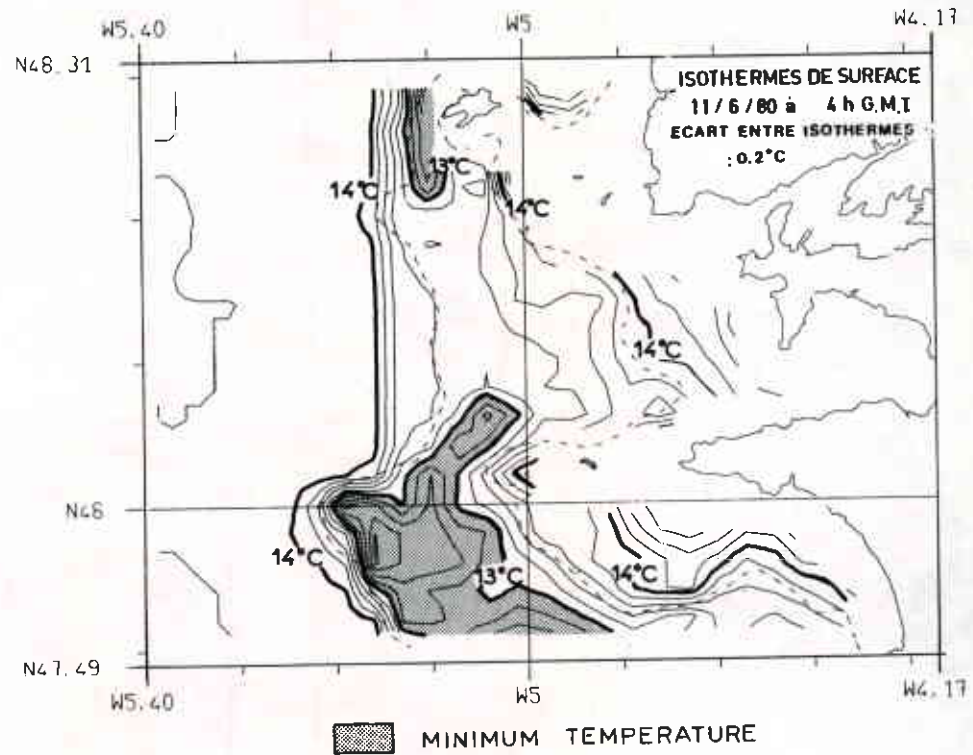 W5.40 W5 W4.17
N48.31
ISOTHERMES DE SURFACE
11/6/80 à 4 h G.M.T.
ECART ENTRE ISOTHERMES
: 0.2°C
13°C
14°C
14°C
14°C
N48
14°C
13°C
14°C
N47.49
W5.40 W5 W4.17
MINIMUM TEMPERATURE